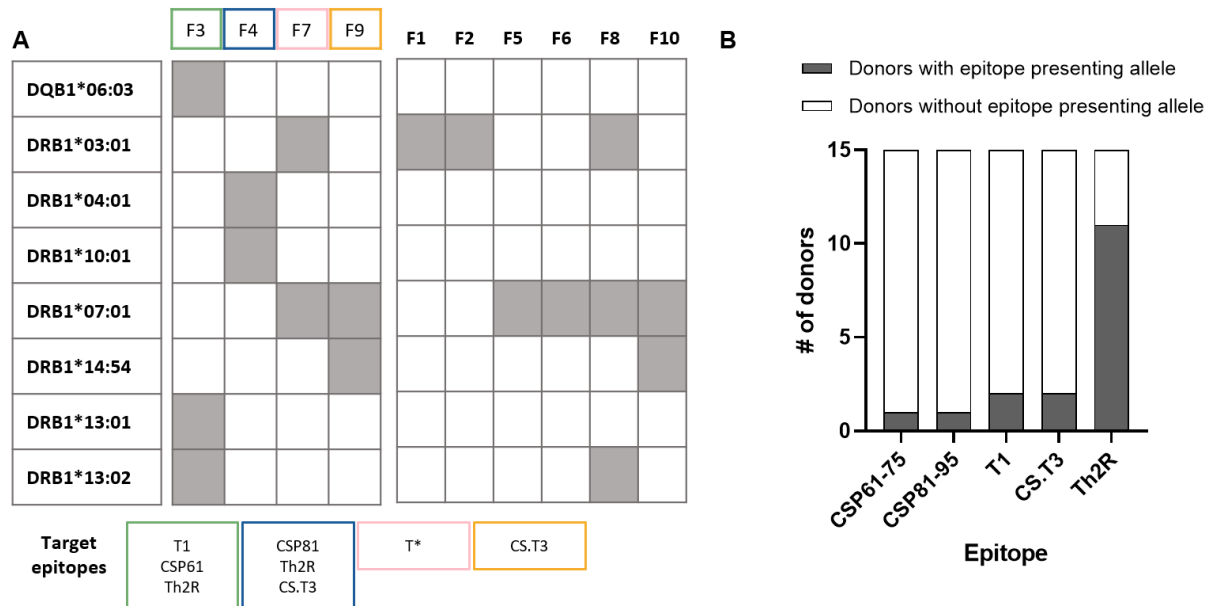 A
F3 F4 F7 F9 F1 F2 F5 F6 F8 F10
DQB1*06:03
DRB1*03:01
DRB1*04:01
DRB1*10:01
DRB1*07:01
DRB1*14:54
DRB1*13:01
DRB1*13:02
Target
epitopes
T1
CSP61
Th2R
CSP81
Th2R
CS.T3
T*
CS.T3
B
Donors with epitope presenting allele
Donors without epitope presenting allele
# of donors
15
10
5
0
CSP61-75
CSP81-95
T1
CS.T3
Th2R
Epitope